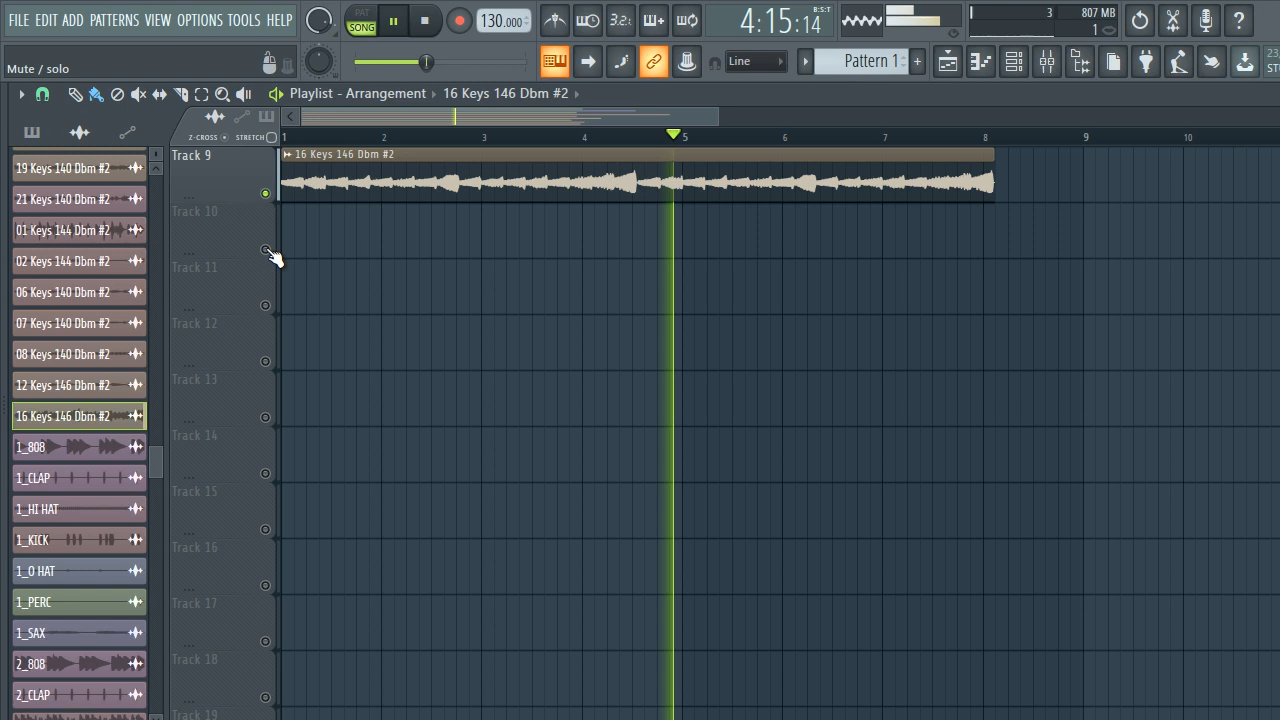 FILE EDIT ADD PATTERNS VIEW OPTIONS TOOLS HELP
PAT
SONG
130.000
3.2
4:15:14
B:S:T
3
807 MB
1
Mute / solo
Line
Pattern 1
+
23
Playlist - Arrangement
16 Keys 146 Dbm #2
Z-CROSS
STRETCH
1 2 3 4 5 6 7 8 9 10
19 Keys 140 Dbm #2
21 Keys 140 Dbm #2
01 Keys 144 Dbm #2
02 Keys 144 Dbm #2
06 Keys 140 Dbm #2
07 Keys 140 Dbm #2
08 Keys 140 Dbm #2
12 Keys 146 Dbm #2
16 Keys 146 Dbm #2
1_808
1_CLAP
1_HI HAT
1_KICK
1_O HAT
1_PERC
1_SAX
2_808
2_CLAP
Track 9
16 Keys 146 Dbm #2
Track 10
Track 11
Track 12
Track 13
Track 14
Track 15
Track 16
Track 17
Track 18
Track 19